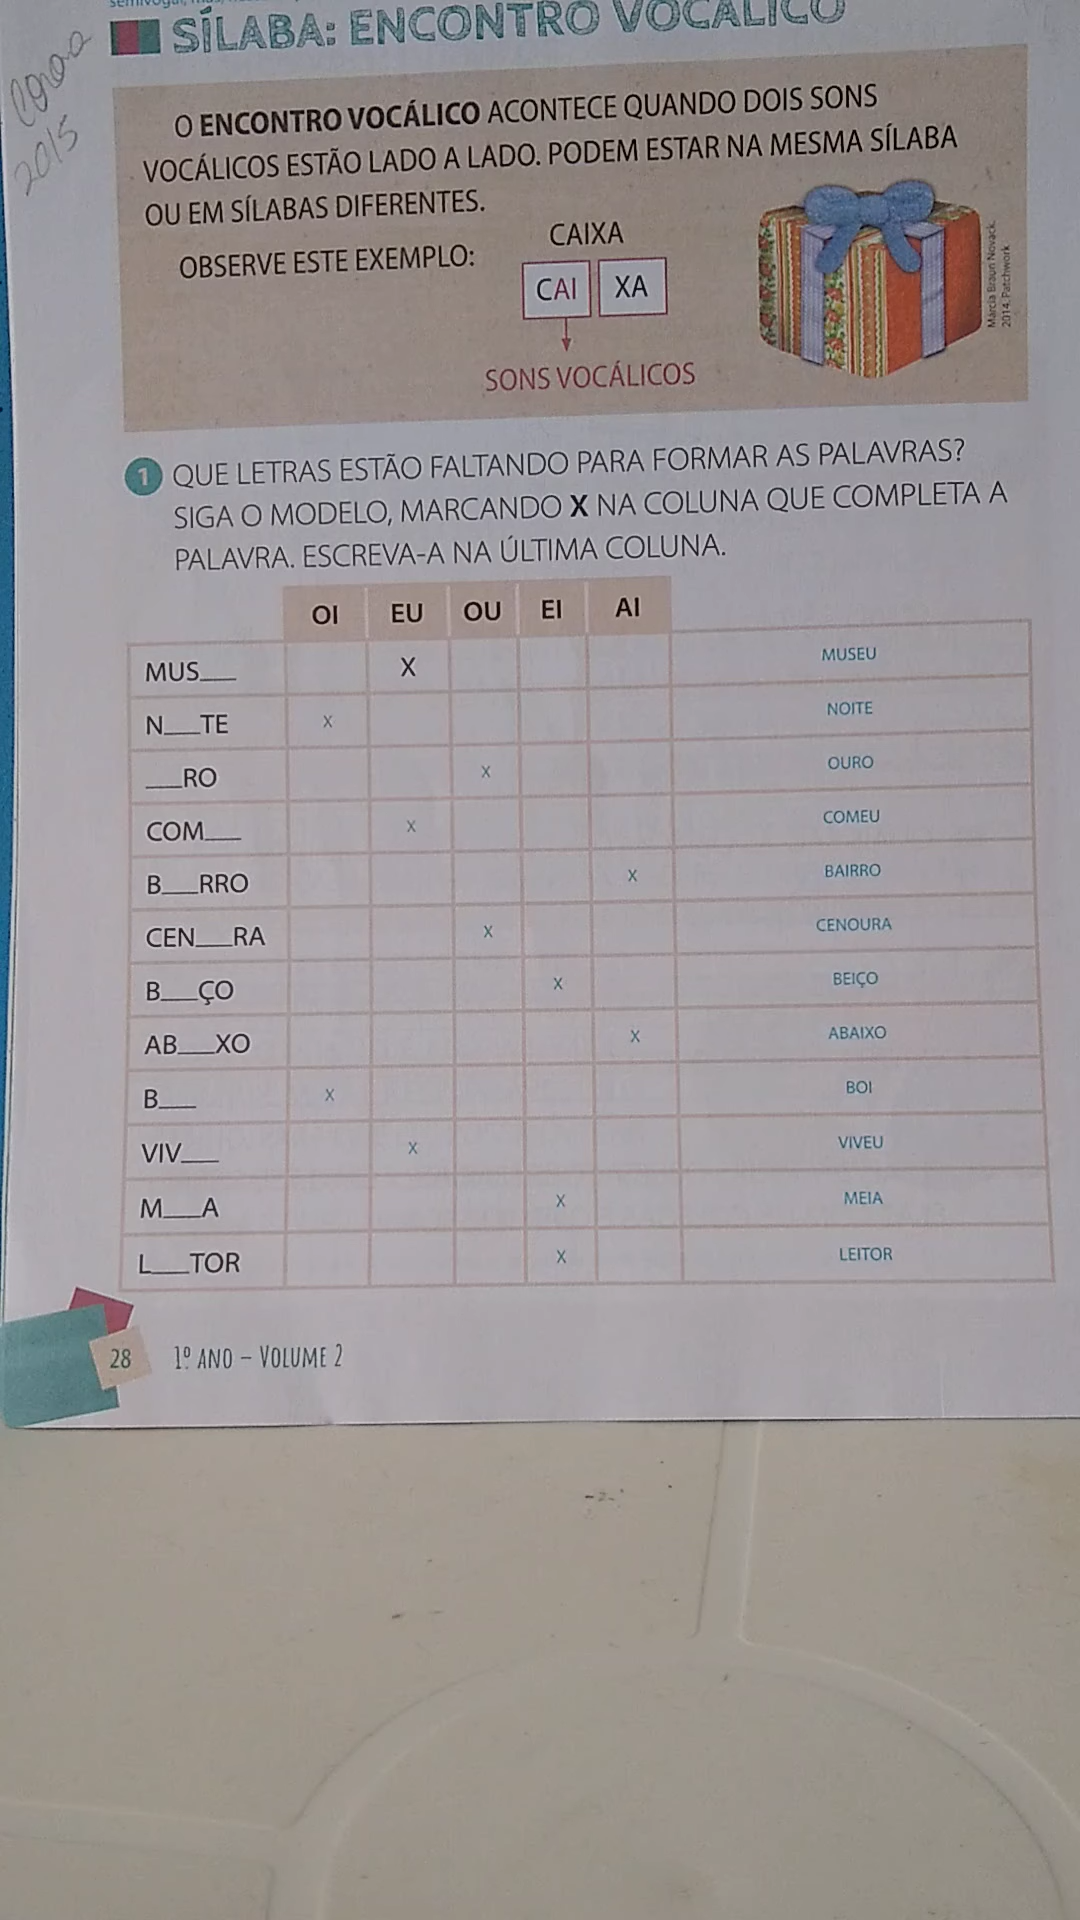 SÍLABA: ENCONTRO VOCÁLICO
2015
O ENCONTRO VOCÁLICO ACONTECE QUANDO DOIS SONS
VOCÁLICOS ESTÃO LADO A LADO. PODEM ESTAR NA MESMA SÍLABA
OU EM SÍLABAS DIFERENTES.
OBSERVE ESTE EXEMPLO:
CAIXA
CAI XA
SONS VOCÁLICOS
Marcia Braun Novack.
2014. Patchwork
1 QUE LETRAS ESTÃO FALTANDO PARA FORMAR AS PALAVRAS?
SIGA O MODELO, MARCANDO X NA COLUNA QUE COMPLETA A
PALAVRA. ESCREVA-A NA ÚLTIMA COLUNA.
OI EU OU EI AI
MUS___ X MUSEU
N___TE X NOITE
___RO X OURO
COM___ X COMEU
B___RRO X BAIRRO
CEN___RA X CENOURA
B___ÇO X BEIÇO
AB___XO X ABAIXO
B___ X BOI
VIV___ X VIVEU
M___A X MEIA
L___TOR X LEITOR
28 1º ANO – VOLUME 2